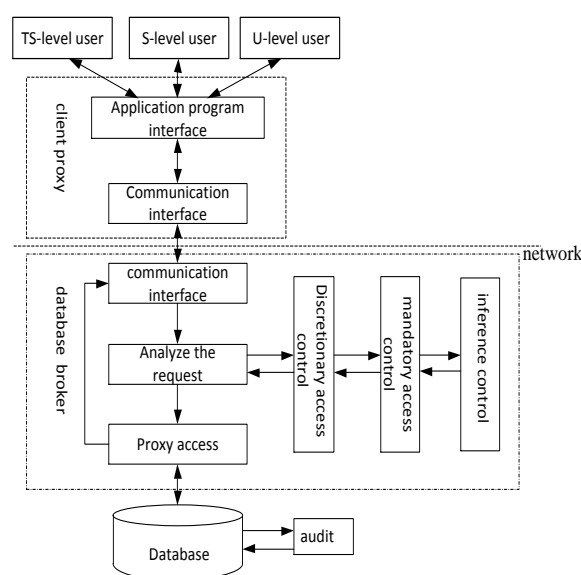 TS-level user
S-level user
U-level user
client proxy
Application program
interface
Communication
interface
network
database broker
communication
interface
Analyze the
request
Proxy access
Discretionary access
control
mandatory access
control
inference control
Database
audit